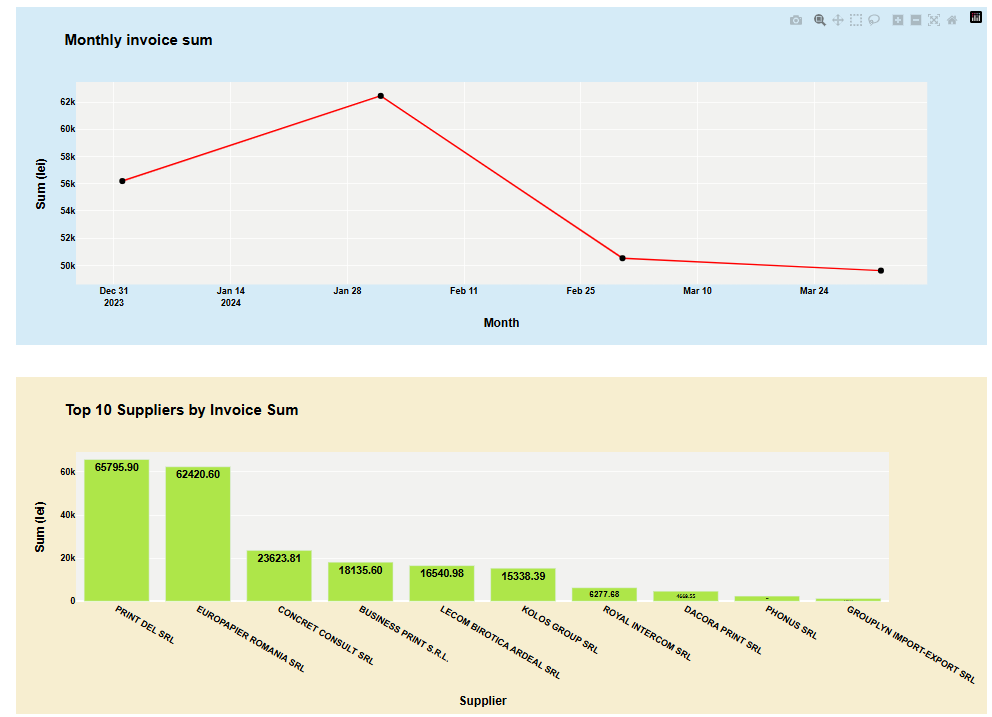 Monthly invoice sum
62k
60k
58k
56k
54k
52k
50k
Sum (lei)
Dec 31
2023
Jan 14
2024
Jan 28
Feb 11
Feb 25
Mar 10
Mar 24
Month
Top 10 Suppliers by Invoice Sum
60k
40k
20k
0
Sum (lei)
65795.90
62420.60
23623.81
18135.60
16540.98
15338.39
6277.68
PRINT DEL SRL
EUROPAPIER ROMANIA SRL
CONCRET CONSULT SRL
BUSINESS PRINT S.R.L.
LECOM BIROTICA ARDEAL SRL
KOLOS GROUP SRL
ROYAL INTERCOM SRL
DACORA PRINT SRL
PHONUS SRL
GROUPLYN IMPORT-EXPORT SRL
Supplier